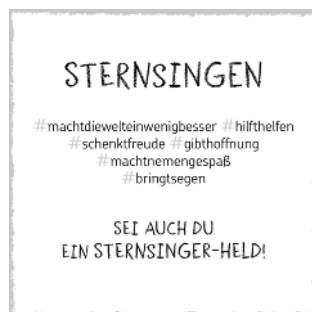 STERNSINGEN
#machtdiewelteinwenigbesser #hilfthelfen
#schenktfreude #gibthoffnung
#machtnemengespaß
#bringtsegen
SEI AUCH DU
EIN STERNSINGER-HELD!